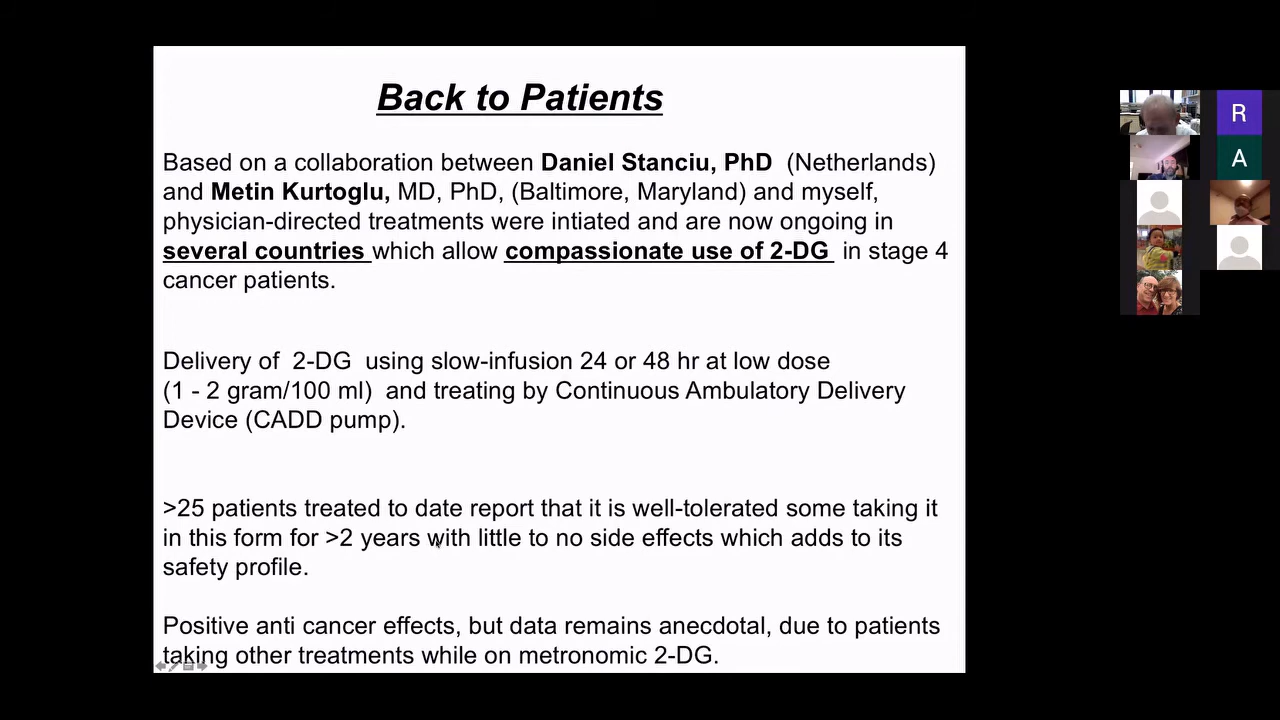 Back to Patients
Based on a collaboration between Daniel Stanciu, PhD (Netherlands)
and Metin Kurtoglu, MD, PhD, (Baltimore, Maryland) and myself,
physician-directed treatments were intiated and are now ongoing in
several countries which allow compassionate use of 2-DG in stage 4
cancer patients.
Delivery of 2-DG using slow-infusion 24 or 48 hr at low dose
(1 - 2 gram/100 ml) and treating by Continuous Ambulatory Delivery
Device (CADD pump).
>25 patients treated to date report that it is well-tolerated some taking it
in this form for >2 years with little to no side effects which adds to its
safety profile.
Positive anti cancer effects, but data remains anecdotal, due to patients
taking other treatments while on metronomic 2-DG.
R
A